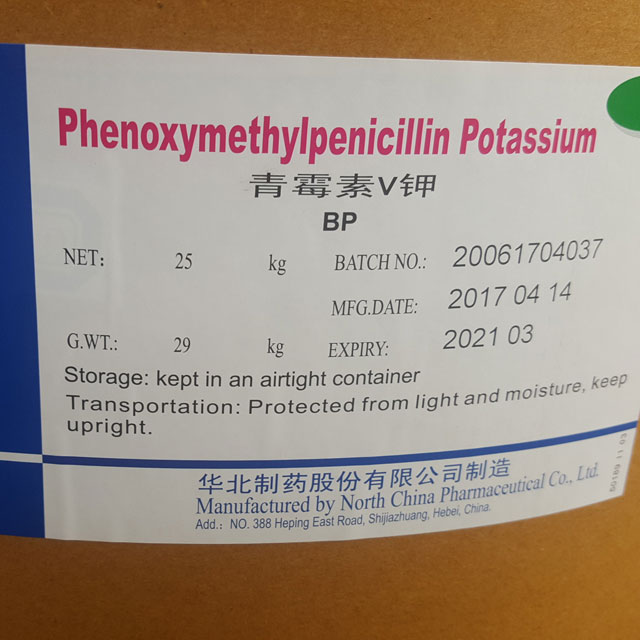 Phenoxymethylpenicillin Potassium
青霉素V钾
BP
NET: 25 kg BATCH NO.: 20061704037
MFG.DATE: 2017 04 14
G.WT.: 29 kg EXPIRY: 2021 03
Storage: kept in an airtight container
Transportation: Protected from light and moisture, keep
upright.
华北制药股份有限公司制造
Manufactured by North China Pharmaceutical Co., Ltd.
Add.: NO. 388 Heping East Road, Shijiazhuang, Hebei, China.